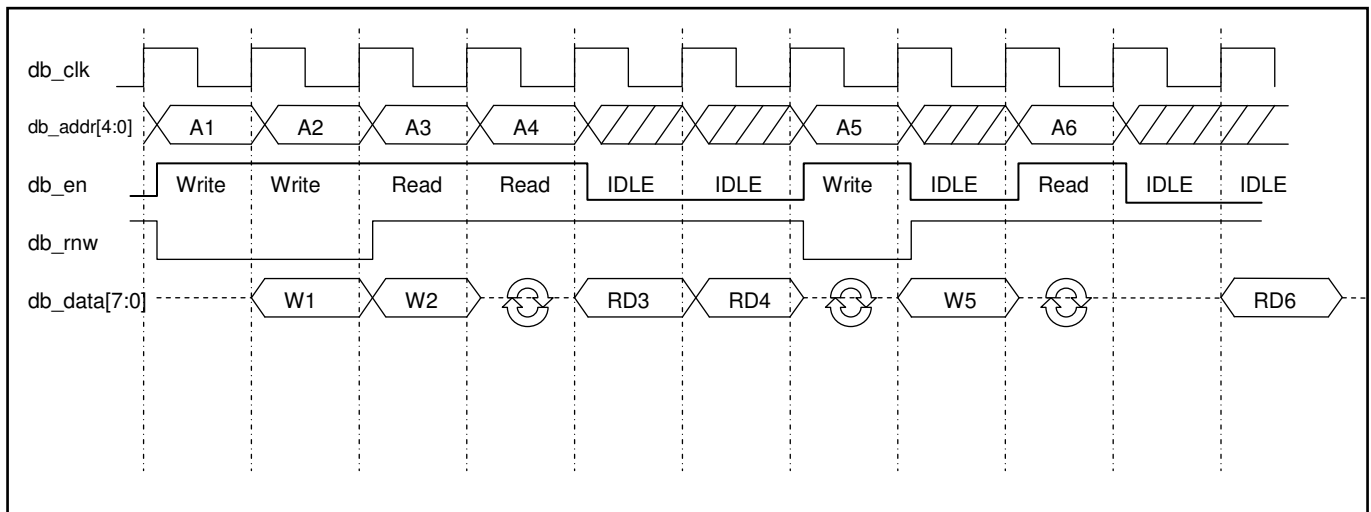 db_clk
db_addr[4:0] A1 A2 A3 A4 A5 A6
db_en Write Write Read Read IDLE IDLE Write IDLE Read IDLE IDLE
db_rnw
db_data[7:0] W1 W2 RD3 RD4 W5 RD6